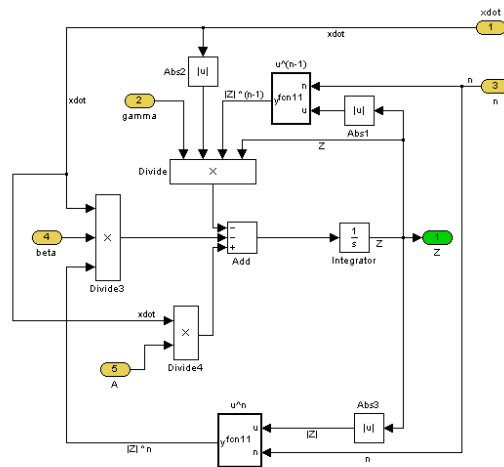 xdot
1
xdot
u^(n-1)
Abs2
|u|
n
3
n
|Z|^(n-1)
n
y fcn11
u
|u|
Abs1
2
gamma
xdot
Z
Divide
×
4
beta
×
Divide3
−
−
+
Add
1
s
Integrator
Z
1
Z
xdot
×
Divide4
5
A
u^n
Abs3
u
y fcn11
n
|Z|
|u|
|Z|^n
n